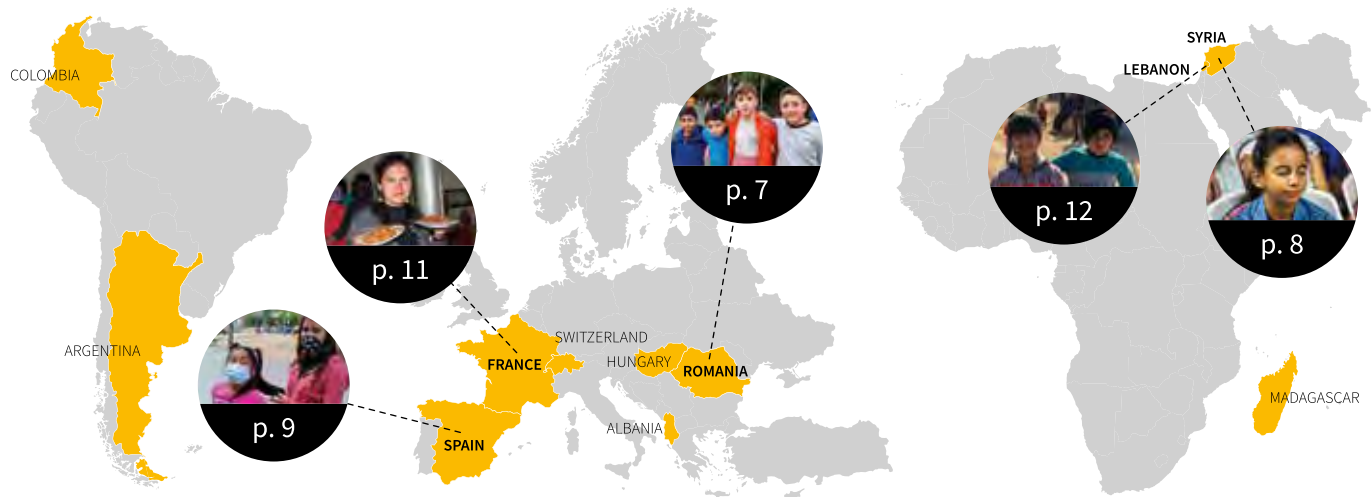 COLOMBIA
ARGENTINA
p. 9
p. 11
p. 7
SWITZERLAND
FRANCE
HUNGARY
ROMANIA
ALBANIA
SPAIN
SYRIA
LEBANON
p. 12
p. 8
MADAGASCAR